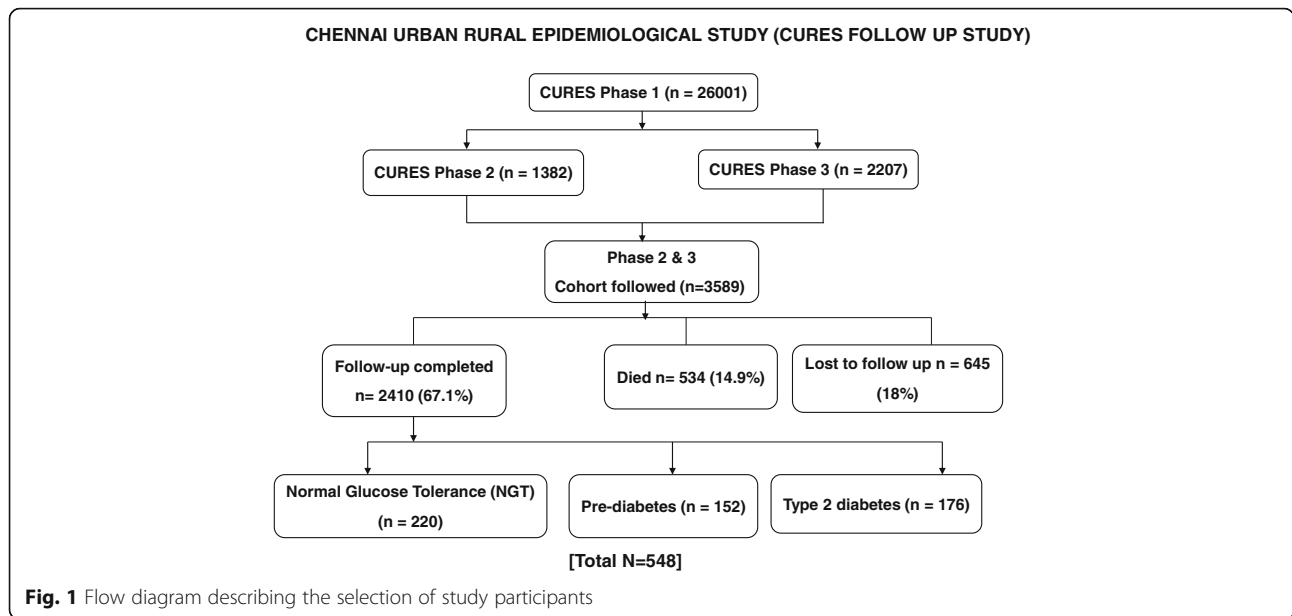 CHENNAI URBAN RURAL EPIDEMIOLOGICAL STUDY (CURES FOLLOW UP STUDY)
CURES Phase 1 (n = 26001)
CURES Phase 2 (n = 1382)
CURES Phase 3 (n = 2207)
Phase 2 & 3
Cohort followed (n=3589)
Follow-up completed
n= 2410 (67.1%)
Died n= 534 (14.9%)
Lost to follow up n = 645
(18%)
Normal Glucose Tolerance (NGT)
(n = 220)
Pre-diabetes (n = 152)
Type 2 diabetes (n = 176)
[Total N=548]
Fig. 1 Flow diagram describing the selection of study participants